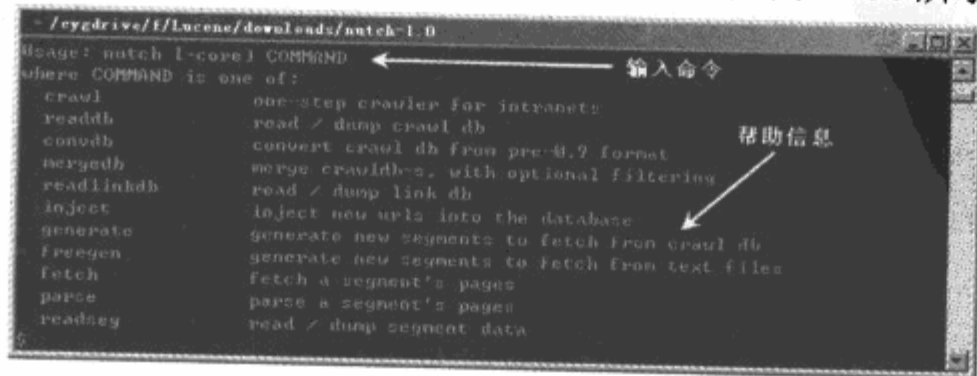 /cygdrive/f/Lucene/downloads/nutch-1.0
Usage: nutch [-core] COMMAND
输入命令
where COMMAND is one of:
crawl one-step crawler for intranets
readdb read / dump crawl db
convdb convert crawl db from pre-0.9 format
帮助信息
mergedb merge crawldb-s, with optional filtering
readlinkdb read / dump link db
inject inject new urls into the database
generate generate new segments to fetch from crawl db
freegen generate new segments to fetch from text files
fetch fetch a segment's pages
parse parse a segment's pages
readseg read / dump segment data